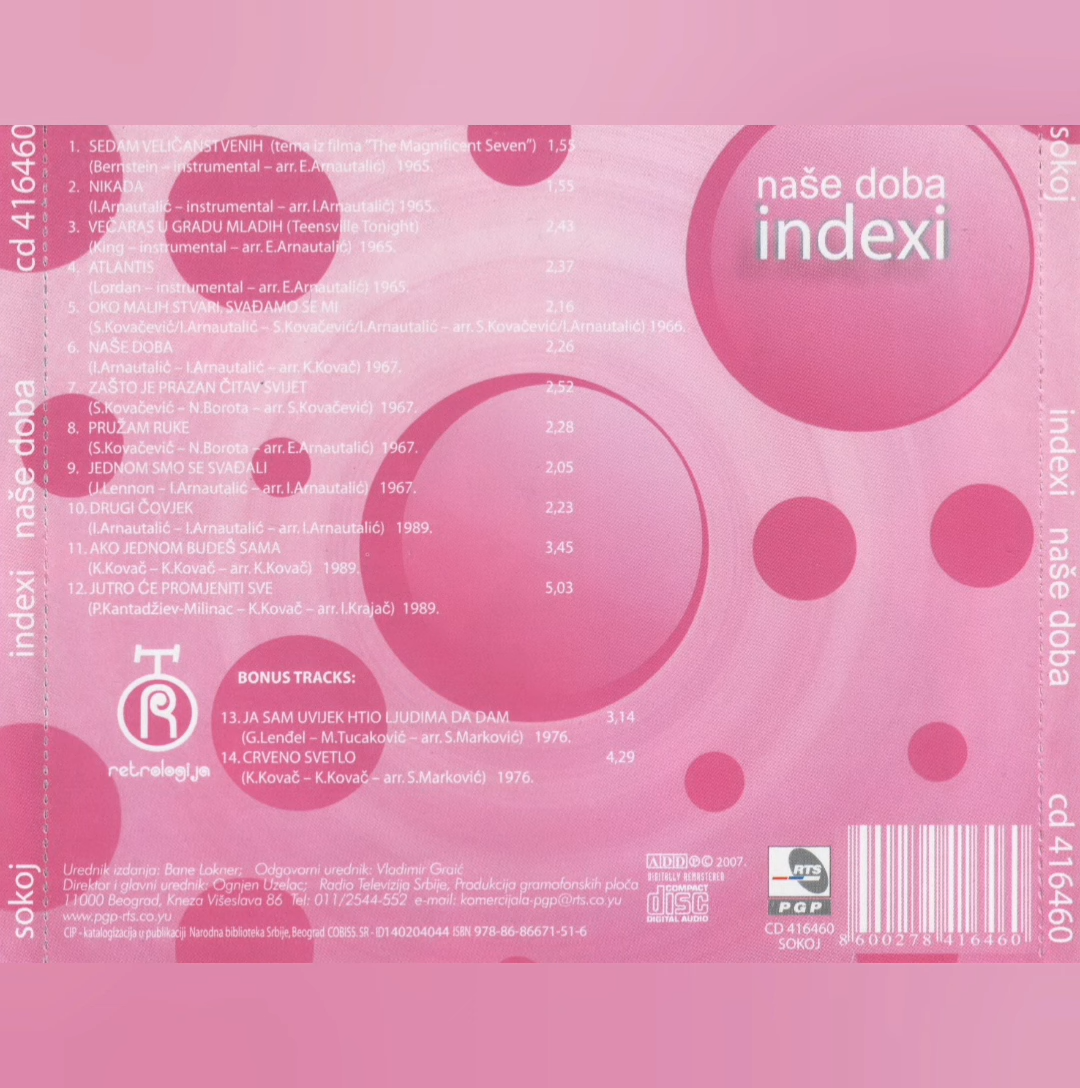 cd 416460
indexi   naše doba
sokoj
1. SEDAM VELIČANSTVENIH (tema iz filma "The Magnificent Seven") 1,55
(Bernstein – instrumental – arr. E.Arnautalić) 1965.
2. NIKADA 1,55
(I.Arnautalić – instrumental – arr. I.Arnautalić) 1965.
3. VEČARAS U GRADU MLADIH (Teensville Tonight) 2,43
(King – instrumental – arr. E.Arnautalić) 1965.
4. ATLANTIS 2,37
(Lordan – instrumental – arr. E.Arnautalić) 1965.
5. OKO MALIH STVARI, SVAĐAMO SE MI 2,16
(S.Kovačević/I.Arnautalić – S.Kovačević/I.Arnautalić – arr. S.Kovačević/I.Arnautalić) 1966.
6. NAŠE DOBA 2,26
(I.Arnautalić – I.Arnautalić – arr. K.Kovač) 1967.
7. ZAŠTO JE PRAZAN ČITAV SVIJET 2,52
(S.Kovačević – N.Borota – arr. S.Kovačević) 1967.
8. PRUŽAM RUKE 2,28
(S.Kovačević – N.Borota – arr. E.Arnautalić) 1967.
9. JEDNOM SMO SE SVAĐALI 2,05
(J.Lennon – I.Arnautalić – arr. I.Arnautalić) 1967.
10. DRUGI ČOVJEK 2,23
(I.Arnautalić – I.Arnautalić – arr. I.Arnautalić) 1989.
11. AKO JEDNOM BUDEŠ SAMA 3,45
(K.Kovač – K.Kovač – arr. K.Kovač) 1989.
12. JUTRO ĆE PROMJENITI SVE 5,03
(P.Kantadžiev-Milinac – K.Kovač – arr. I.Krajač) 1989.
BONUS TRACKS:
13. JA SAM UVIJEK HTIO LJUDIMA DA DAM 3,14
(G.Lenđel – M.Tucaković – arr. S.Marković) 1976.
14. CRVENO SVETLO 4,29
(K.Kovač – K.Kovač – arr. S.Marković) 1976.
R
retrologija
naše doba
indexi
Urednik izdanja: Bane Lokner; Odgovorni urednik: Vladimir Graić
Direktor i glavni urednik: Ognjen Uzelac; Radio Televizija Srbije, Produkcija gramofonskih ploča
11000 Beograd, Kneza Višeslava 86 Tel: 011/2544-552 e-mail: komercijala-pgp@rts.co.yu
www.pgp-rts.co.yu
CIP - katalogizacija u publikaciji Narodna biblioteka Srbije, Beograd COBISS. SR - ID140204044 ISBN 978-86-86671-51-6
ADD ℗© 2007.
DIGITALLY REMASTERED
COMPACT
disc
DIGITAL AUDIO
RTS
PGP
CD 416460
SOKOJ
8 600278 416460
sokoj
indexi   naše doba
cd 416460